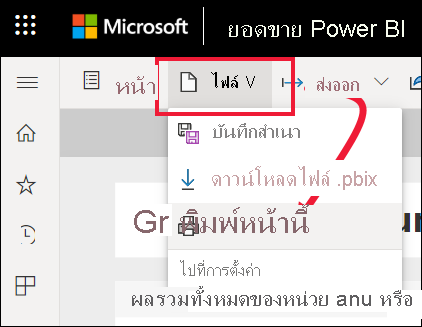 Microsoft ยอดขาย Power BI
หน้า ไฟล์ V ส่งออก
บันทึกสำเนา
ดาวน์โหลดไฟล์ .pbix
Gr พิมพ์หน้านี้
ไปที่การตั้งค่า
ผลรวมทั้งหมดของหน่วย anu หรือ